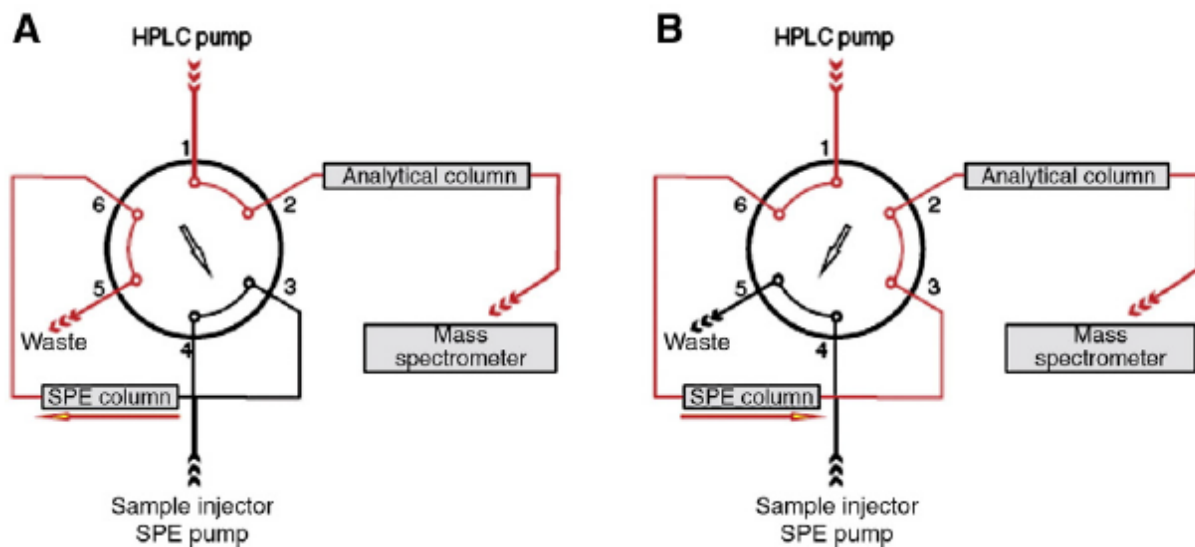 A
HPLC pump
1
2
3
4
5
6
Analytical column
Mass
spectrometer
Waste
SPE column
Sample injector
SPE pump
B
HPLC pump
1
2
3
4
5
6
Analytical column
Mass
spectrometer
Waste
SPE column
Sample injector
SPE pump